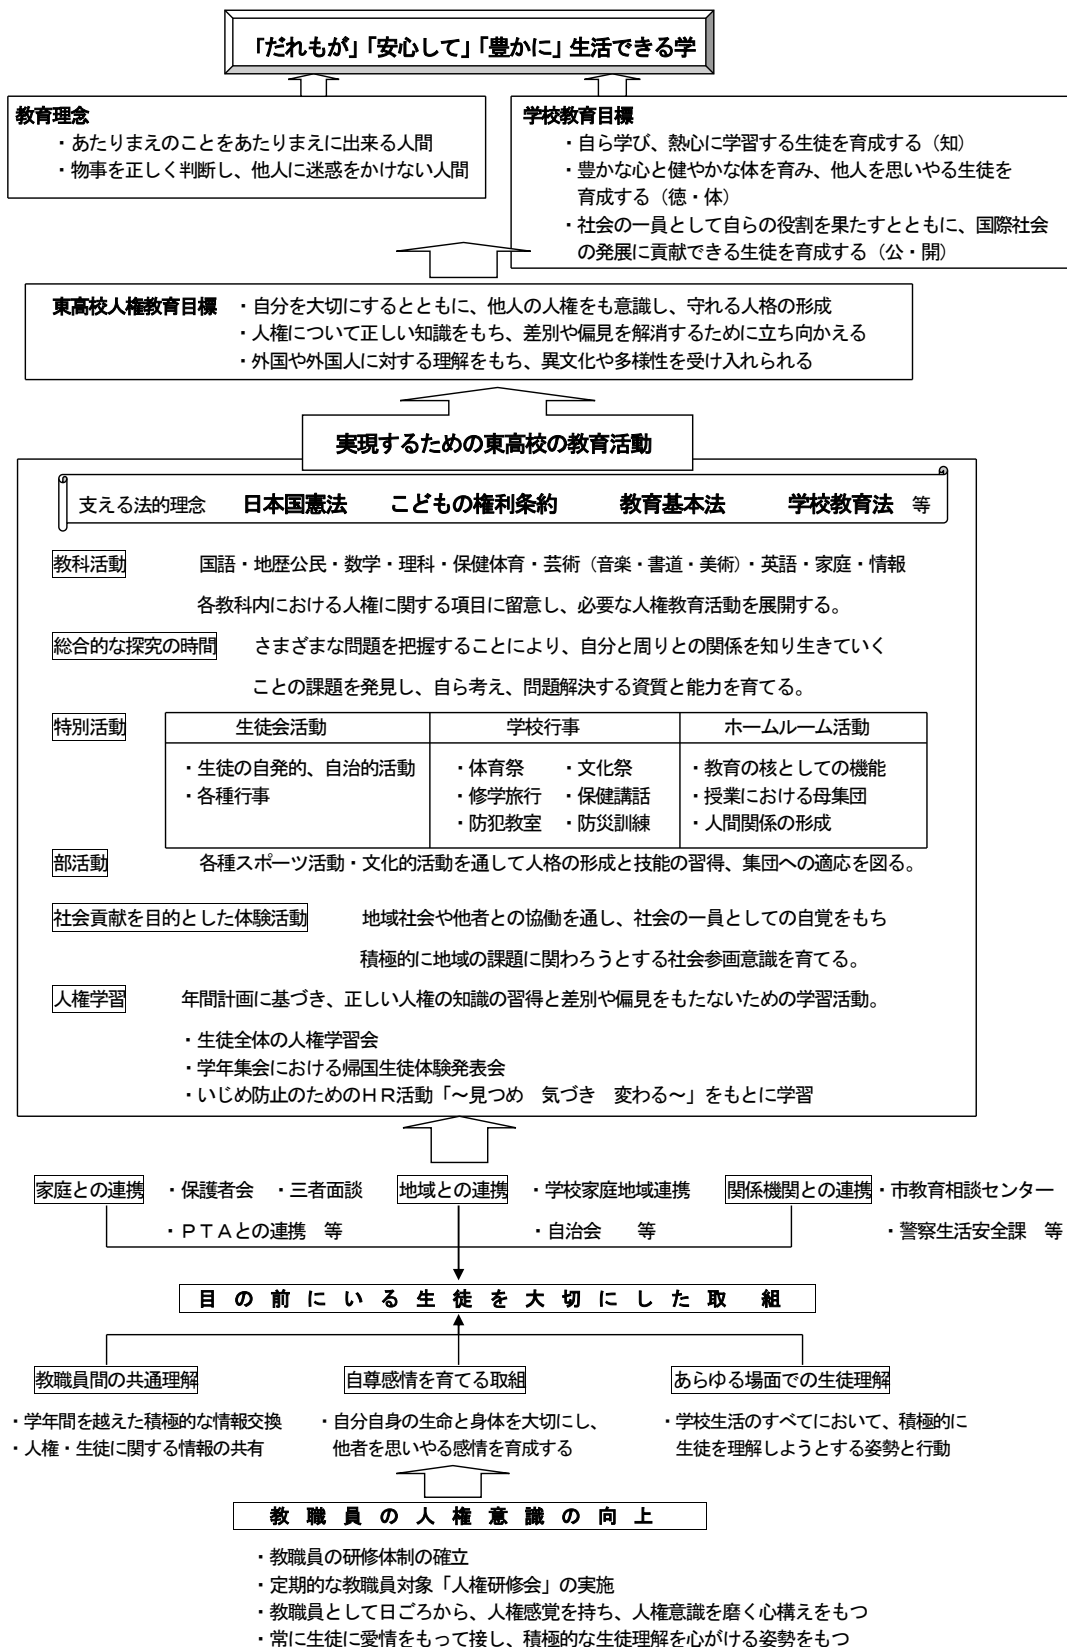 「だれもが」「安心して」「豊かに」生活できる学
教育理念
・あたりまえのことをあたりまえに出来る人間
・物事を正しく判断し、他人に迷惑をかけない人間
学校教育目標
・自ら学び、熱心に学習する生徒を育成する（知）
・豊かな心と健やかな体を育み、他人を思いやる生徒を
育成する（徳・体）
・社会の一員として自らの役割を果たすとともに、国際社会
の発展に貢献できる生徒を育成する（公・開）
東高校人権教育目標 ・自分を大切にするとともに、他人の人権をも意識し、守れる人格の形成
・人権について正しい知識をもち、差別や偏見を解消するために立ち向かえる
・外国や外国人に対する理解をもち、異文化や多様性を受け入れられる
実現するための東高校の教育活動
支える法的理念 日本国憲法 こどもの権利条約 教育基本法 学校教育法 等
教科活動 国語・地歴公民・数学・理科・保健体育・芸術（音楽・書道・美術）・英語・家庭・情報
各教科内における人権に関する項目に留意し、必要な人権教育活動を展開する。
総合的な探究の時間 さまざまな問題を把握することにより、自分と周りとの関係を知り生きていく
ことの課題を発見し、自ら考え、問題解決する資質と能力を育てる。
特別活動 生徒会活動 学校行事 ホームルーム活動
・生徒の自発的、自治的活動 ・体育祭 ・文化祭 ・教育の核としての機能
・各種行事 ・修学旅行 ・保健講話 ・授業における母集団
・防犯教室 ・防災訓練 ・人間関係の形成
部活動 各種スポーツ活動・文化的活動を通して人格の形成と技能の習得、集団への適応を図る。
社会貢献を目的とした体験活動 地域社会や他者との協働を通し、社会の一員としての自覚をもち
積極的に地域の課題に関わろうとする社会参画意識を育てる。
人権学習 年間計画に基づき、正しい人権の知識の習得と差別や偏見をもたないための学習活動。
・生徒全体の人権学習会
・学年集会における帰国生徒体験発表会
・いじめ防止のためのＨＲ活動「～見つめ 気づき 変わる～」をもとに学習
家庭との連携 ・保護者会 ・三者面談 地域との連携 ・学校家庭地域連携 関係機関との連携 ・市教育相談センター
・ＰＴＡとの連携 等 ・自治会 等 ・警察生活安全課 等
目の前にいる生徒を大切にした取 組
教職員間の共通理解 自尊感情を育てる取組 あらゆる場面での生徒理解
・学年間を越えた積極的な情報交換 ・自分自身の生命と身体を大切にし、 ・学校生活のすべてにおいて、積極的に
・人権・生徒に関する情報の共有 他者を思いやる感情を育成する 生徒を理解しようとする姿勢と行動
教職員の人権意識の向上
・教職員の研修体制の確立
・定期的な教職員対象「人権研修会」の実施
・教職員として日ごろから、人権感覚を持ち、人権意識を磨く心構えをもつ
・常に生徒に愛情をもって接し、積極的な生徒理解を心がける姿勢をもつ